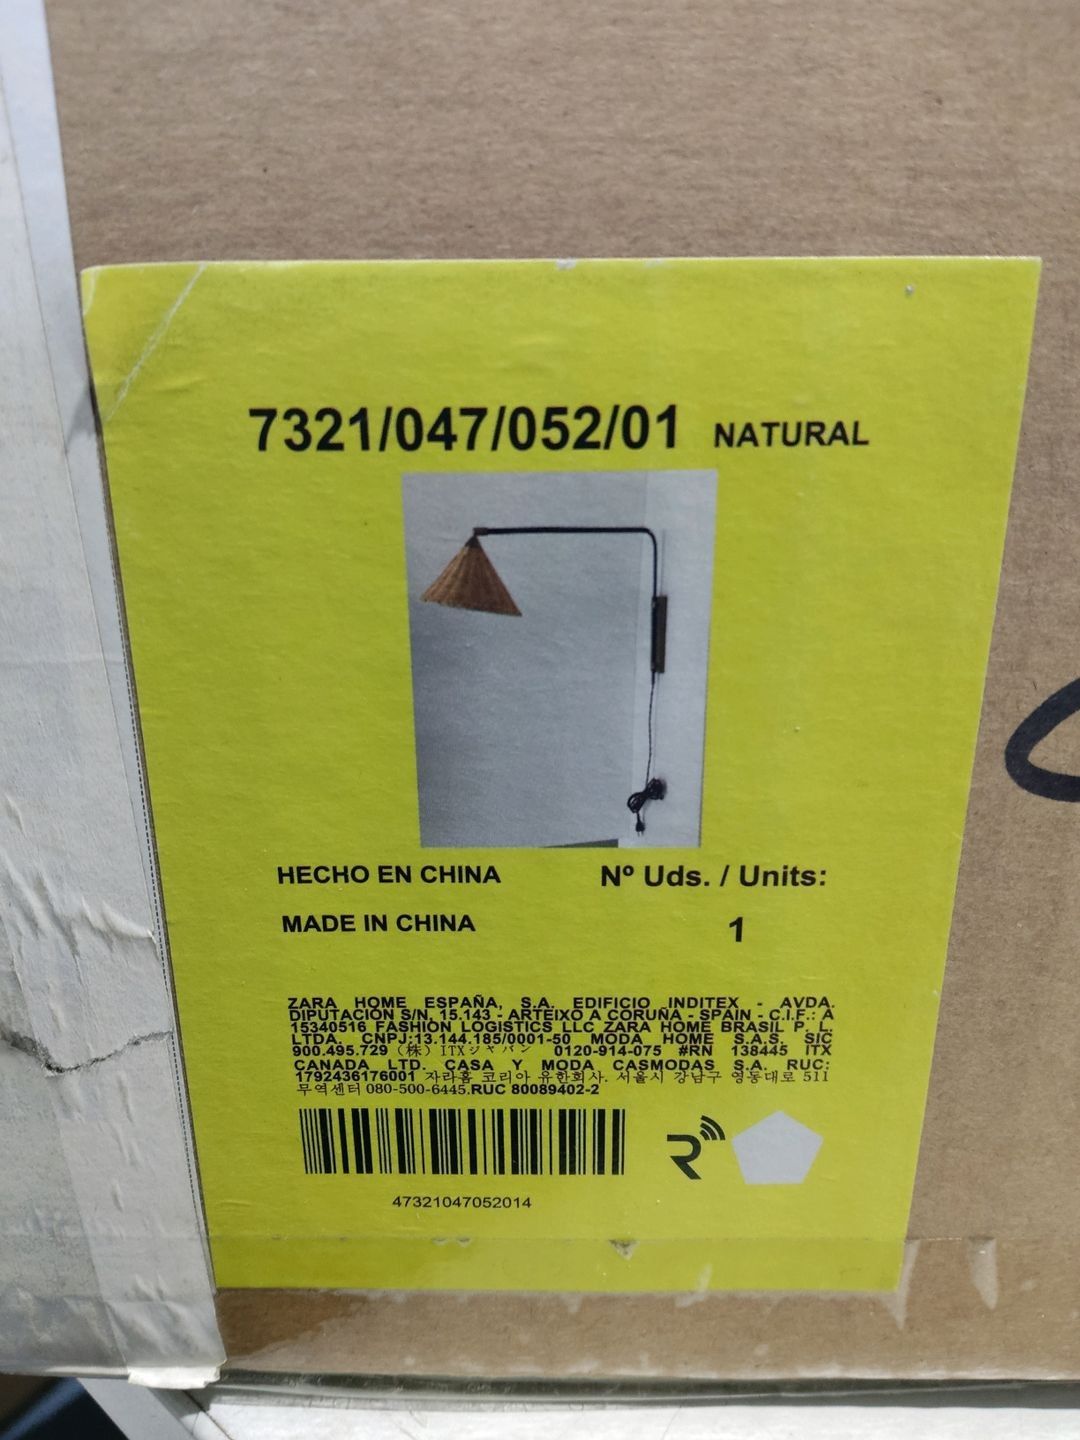 7321/047/052/01 NATURAL
HECHO EN CHINA Nº Uds. / Units:
MADE IN CHINA 1
ZARA HOME ESPAÑA, S.A. EDIFICIO INDITEX - AVDA.
DIPUTACIÓN S/N, 15.143 - ARTEIXO A CORUÑA - SPAIN - C.I.F.: A
15340516 FASHION LOGISTICS LLC ZARA HOME BRASIL P. L.
LTDA. CNPJ:13.144.185/0001-50 MODA HOME S.A.S. SIC
900.495.729 (株) ITXジャパン 0120-914-075 #RN 138445 ITX
CANADA LTD. CASA Y MODA CASMODAS S.A. RUC:
1792436176001 자라홈 코리아 유한회사. 서울시 강남구 영동대로 511
무역센터 080-500-6445.RUC 80089402-2
R
47321047052014